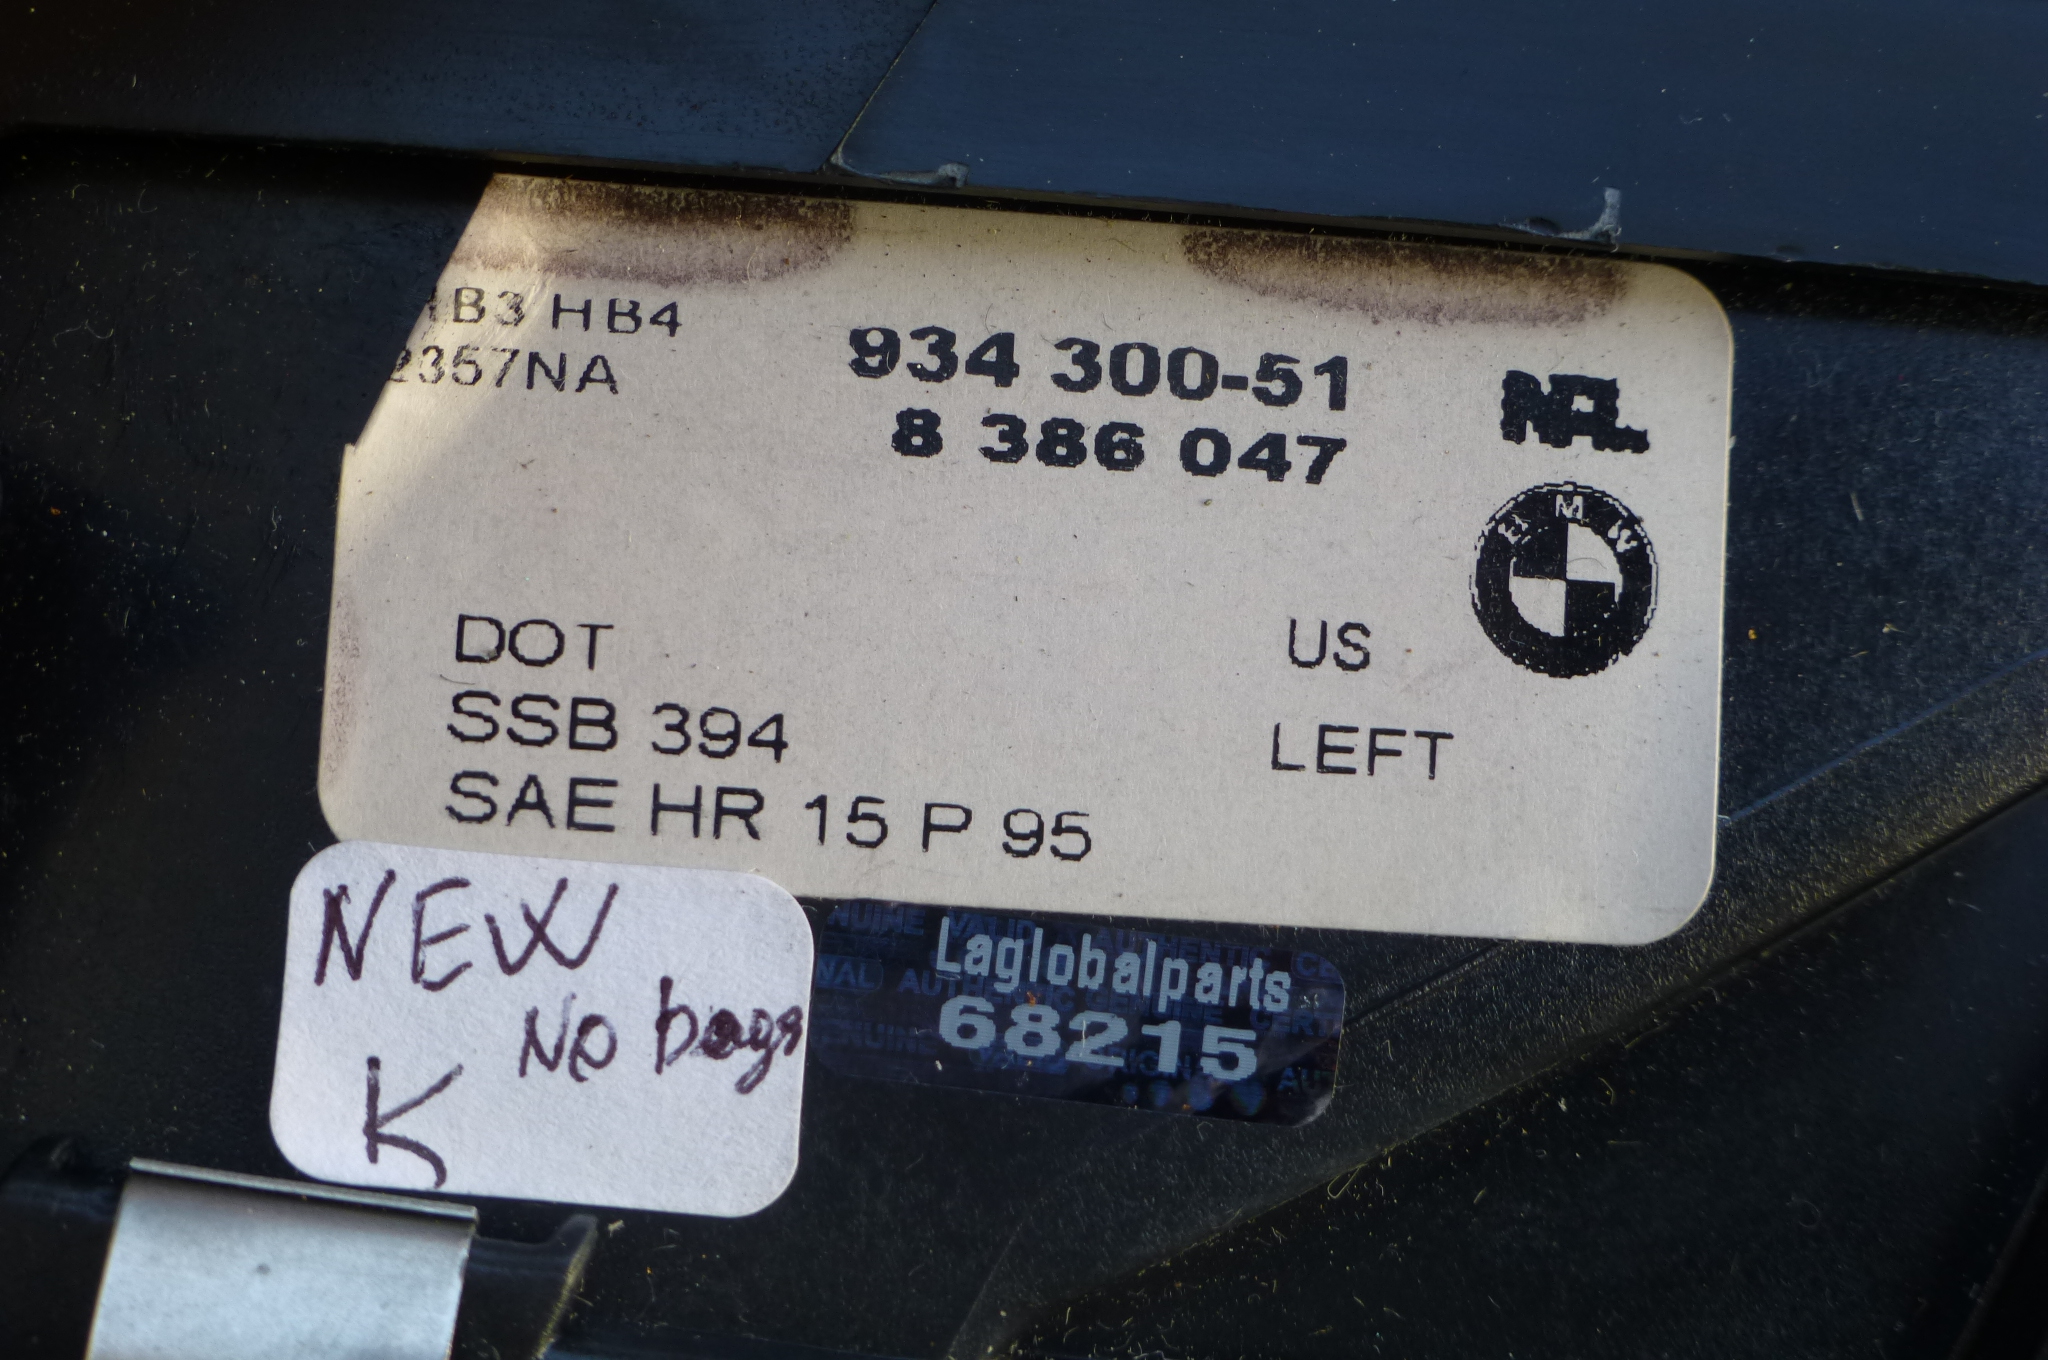 HB3 HB4
2357NA
934 300-51
8 386 047
BMW
DOT
SSB 394
SAE HR 15 P 95
US
LEFT
NEW
No bags
K
Laglobalparts
68215